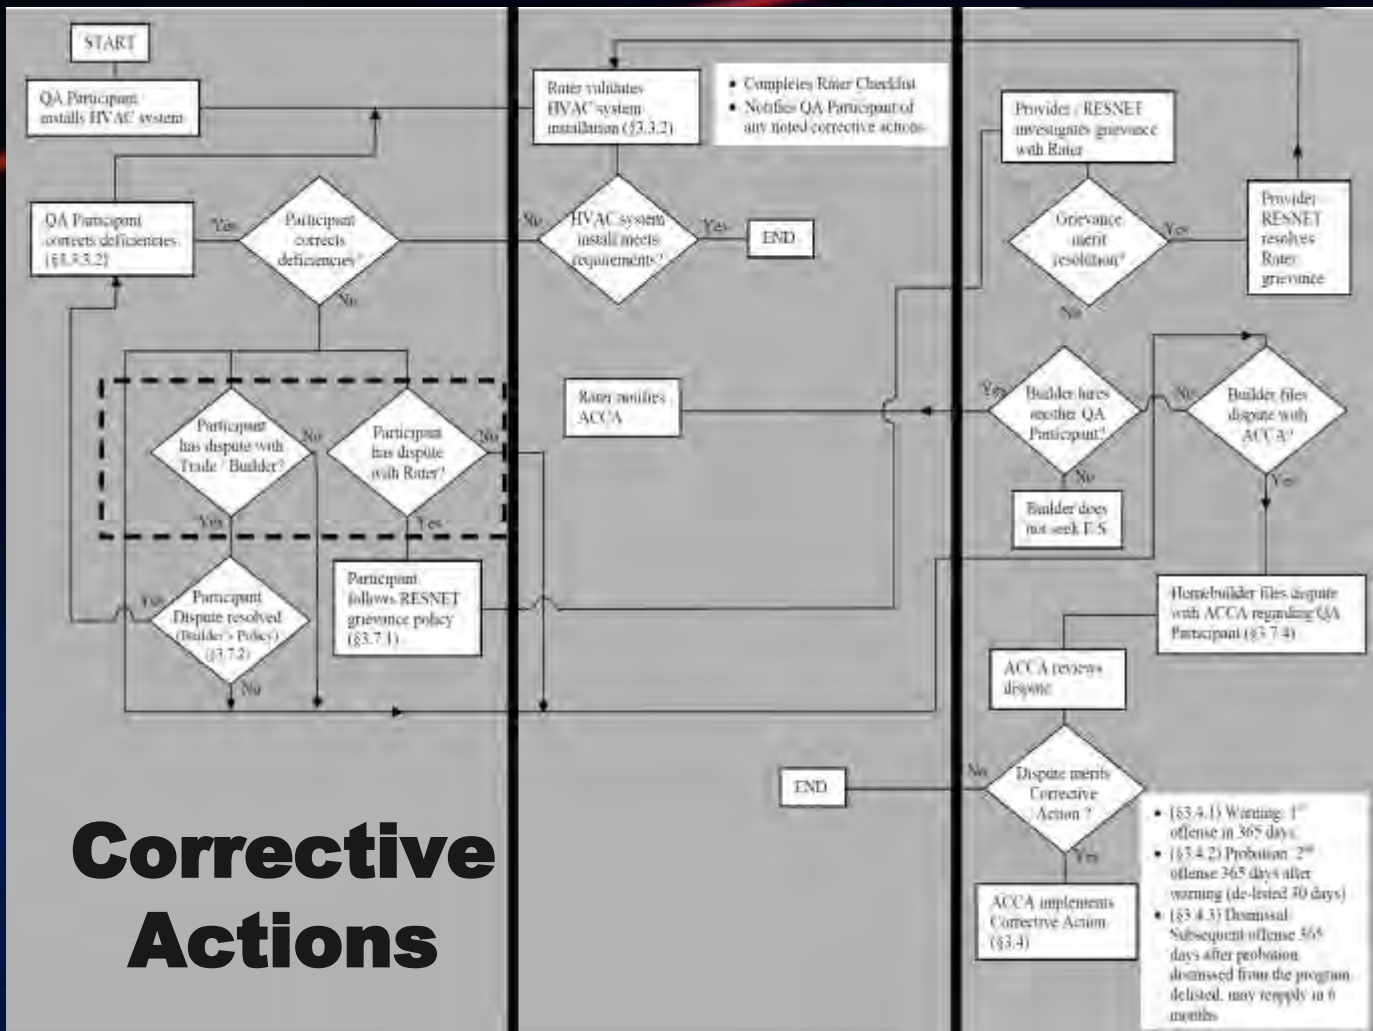 START
QA Participant
installs HVAC system
QA Participant
corrects deficiencies
(§3.3.2)
Yes
Participant
corrects
deficiencies?
No
Participant
has dispute with
Trade / Builder?
No
Yes
Participant
has dispute
with Rater?
No
Yes
Participant
Dispute resolved
(Builder's Policy)
(§3.7.2)
Yes
No
Participant
follows RESNET
grievance policy
(§3.7.1)
Corrective
Actions
Rater validates
HVAC system
installation (§3.3.2)
• Completes Rater Checklist
• Notifies QA Participant of
any noted corrective actions
No
HVAC system
install meets
requirements?
Yes
END
Rater notifies
ACCA
END
Provider / RESNET
investigates grievance
with Rater
Grievance
merit
resolution?
Yes
No
Provider
RESNET
resolves
Rater
grievance
Yes
Builder hires
another QA
Participant?
No
No
Builder files
dispute with
ACCA?
Yes
Builder does
not seek E.S.
Homebuilder files dispute
with ACCA regarding QA
Participant (§3.7.4)
ACCA reviews
dispute
No
Dispute merits
Corrective
Action ?
Yes
ACCA implements
Corrective Action
(§3.4)
• (§3.4.1) Warning: 1st
offense in 365 days
• (§3.4.2) Probation 2nd
offense 365 days after
warning (de-listed 30 days)
• (§3.4.3) Dismissal
Subsequent offense 365
days after probation
dismissed from the program
delisted, may reapply in 6
months